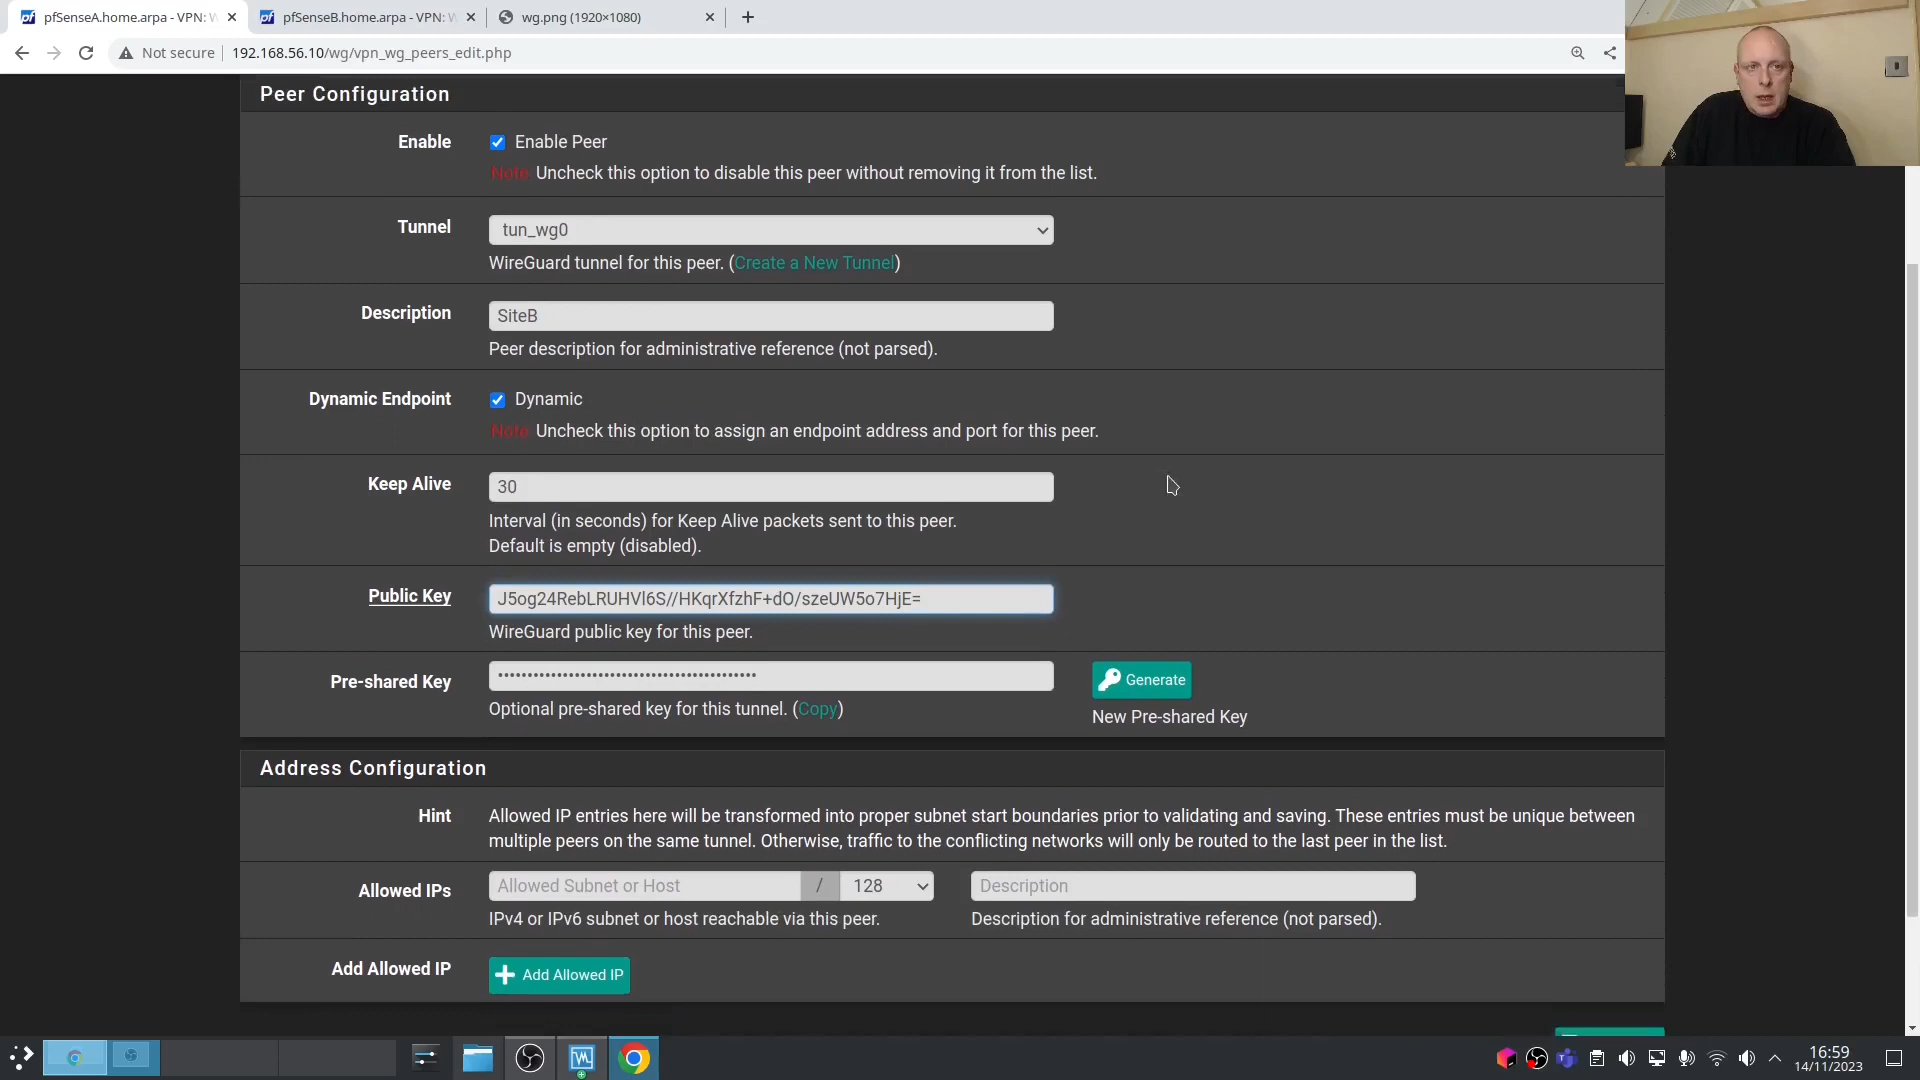 pfSenseA.home.arpa - VPN: W
pfSenseB.home.arpa - VPN: W
wg.png (1920×1080)
Not secure
192.168.56.10/wg/vpn_wg_peers_edit.php
Peer Configuration
Enable
Enable Peer
Note: Uncheck this option to disable this peer without removing it from the list.
Tunnel
tun_wg0
WireGuard tunnel for this peer. (Create a New Tunnel)
Description
SiteB
Peer description for administrative reference (not parsed).
Dynamic Endpoint
Dynamic
Note: Uncheck this option to assign an endpoint address and port for this peer.
Keep Alive
30
Interval (in seconds) for Keep Alive packets sent to this peer.
Default is empty (disabled).
Public Key
J5og24RebLRUHVl6S//HKqrXfzhF+dO/szeUW5o7HjE=
WireGuard public key for this peer.
Pre-shared Key
Generate
Optional pre-shared key for this tunnel. (Copy)
New Pre-shared Key
Address Configuration
Hint
Allowed IP entries here will be transformed into proper subnet start boundaries prior to validating and saving. These entries must be unique between
multiple peers on the same tunnel. Otherwise, traffic to the conflicting networks will only be routed to the last peer in the list.
Allowed IPs
Allowed Subnet or Host / 128
Description
IPv4 or IPv6 subnet or host reachable via this peer.
Description for administrative reference (not parsed).
Add Allowed IP
Add Allowed IP
16:59
14/11/2023